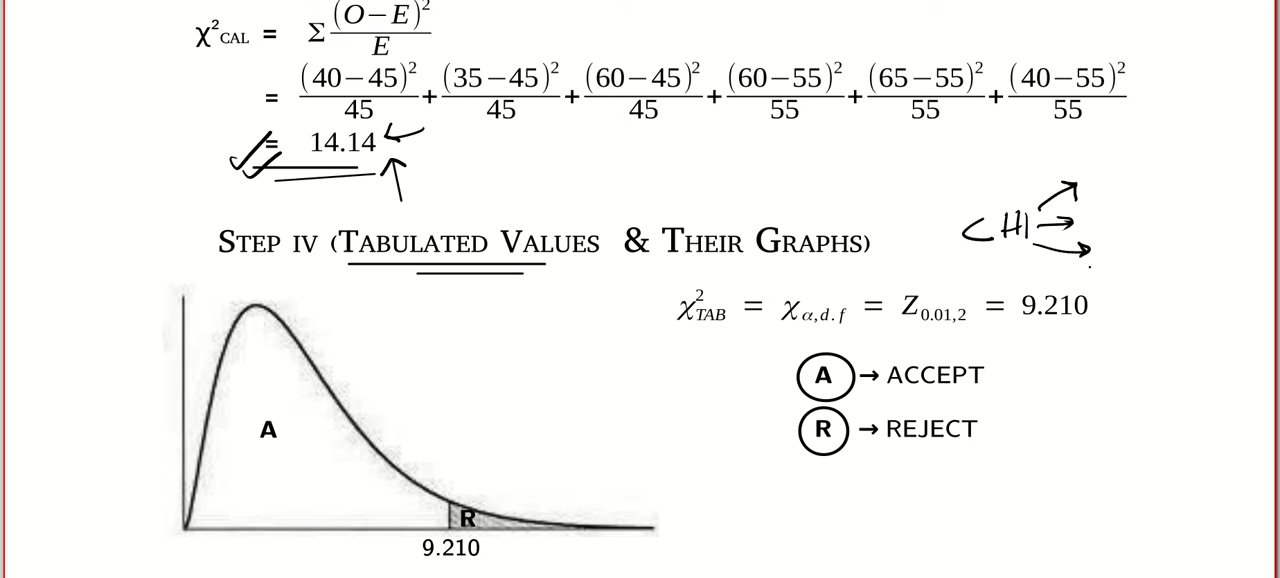 χ²CAL = Σ (O−E)²/E
= (40−45)²/45 + (35−45)²/45 + (60−45)²/45 + (60−55)²/55 + (65−55)²/55 + (40−55)²/55
= 14.14
CHI
STEP IV (TABULATED VALUES & THEIR GRAPHS)
χ²TAB = χα,d.f = Z0.01,2 = 9.210
A → ACCEPT
R → REJECT
A
R
9.210